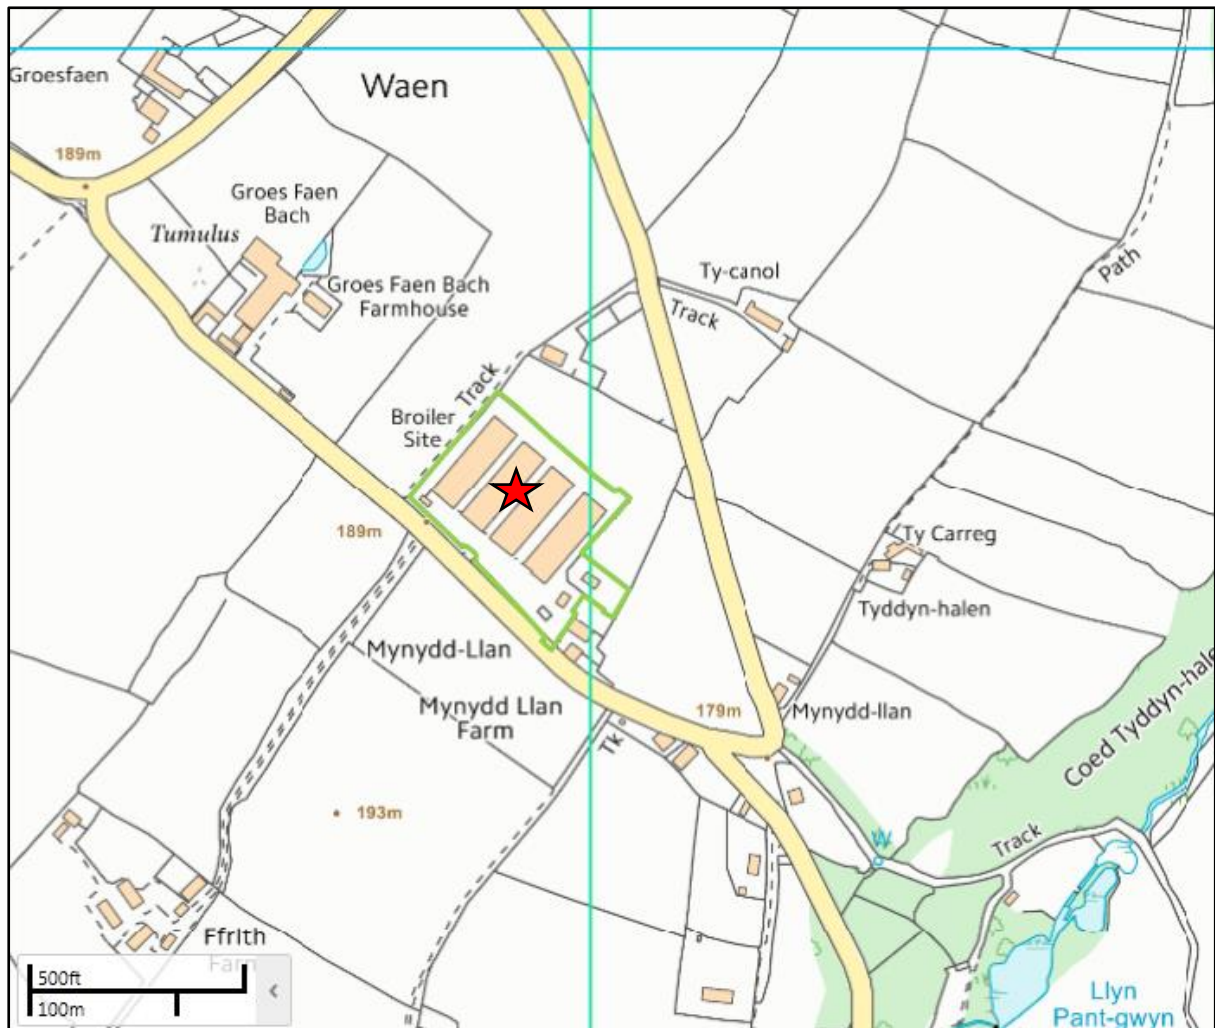 Groesfaen
Waen
189m
Groes Faen
Bach
Tumulus
Groes Faen Bach
Farmhouse
Ty-canol
Track
Path
Track
Broiler
Site
189m
Ty Carreg
Tyddyn-halen
Mynydd-Llan
Mynydd Llan
Farm
179m
Mynydd-llan
Tk
Coed Tyddyn-hale
193m
W
Track
Ffrith
Farm
500ft
100m
<
Llyn
Pant-gwyn